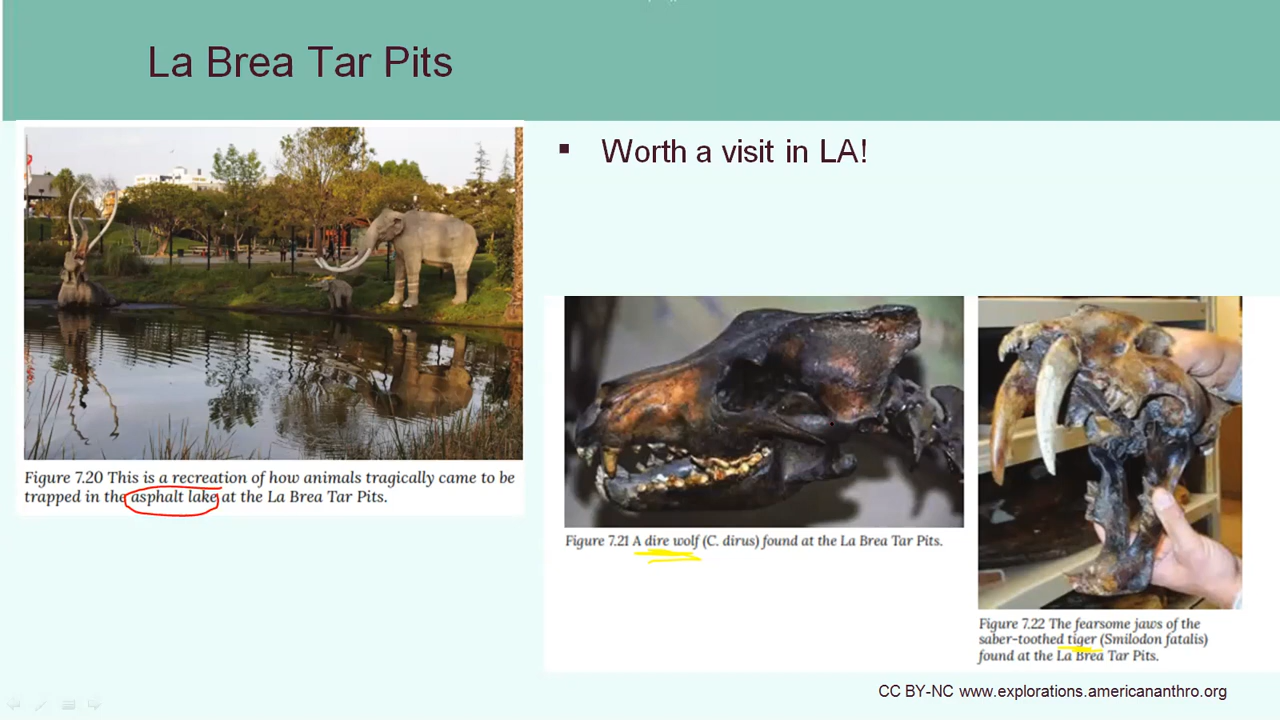 La Brea Tar Pits
Worth a visit in LA!
Figure 7.20 This is a recreation of how animals tragically came to be
trapped in the asphalt lake at the La Brea Tar Pits.
Figure 7.21 A dire wolf (C. dirus) found at the La Brea Tar Pits.
Figure 7.22 The fearsome jaws of the
saber-toothed tiger (Smilodon fatalis)
found at the La Brea Tar Pits.
CC BY-NC www.explorations.americananthro.org